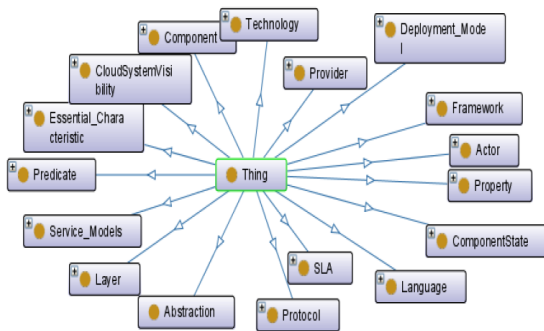 Technology
Component
Deployment_Mode
l
CloudSystemVisi
bility
Provider
Essential_Chara
cteristic
Framework
Actor
Predicate
Thing
Property
Service_Models
ComponentState
Layer
SLA
Language
Abstraction
Protocol